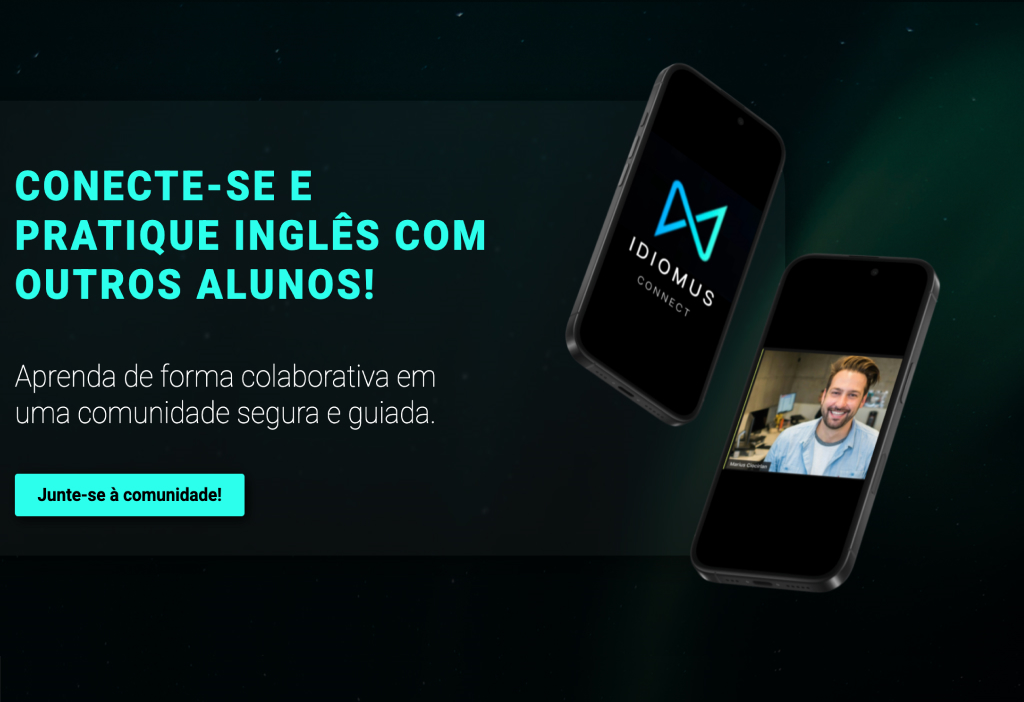 CONECTE-SE E
PRATIQUE INGLÊS COM
OUTROS ALUNOS!
Aprenda de forma colaborativa em
uma comunidade segura e guiada.
Junte-se à comunidade!
IDIOMUS
CONNECT